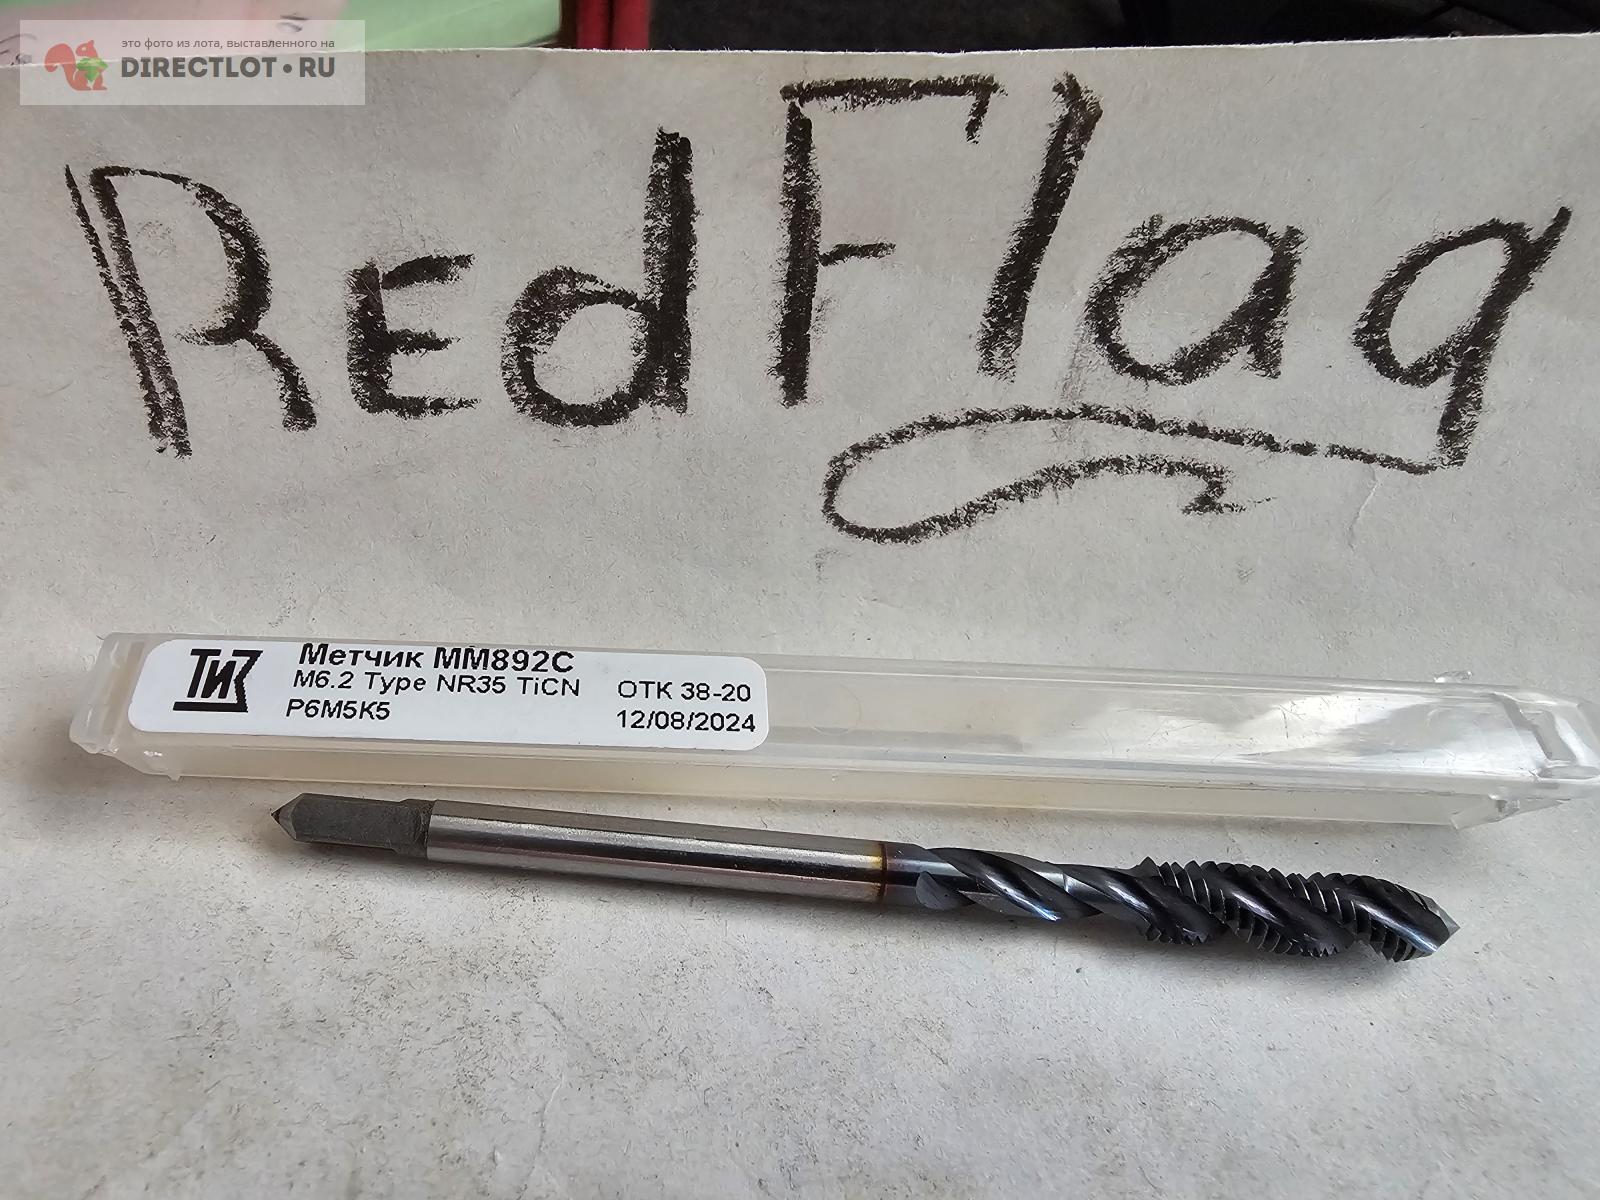 это фото из лота, выставленного на
DIRECTLOT•RU
RedFlag
ТИЗ
Метчик ММ892С
М6.2 Type NR35 TiCN
Р6М5К5
ОТК 38-20
12/08/2024